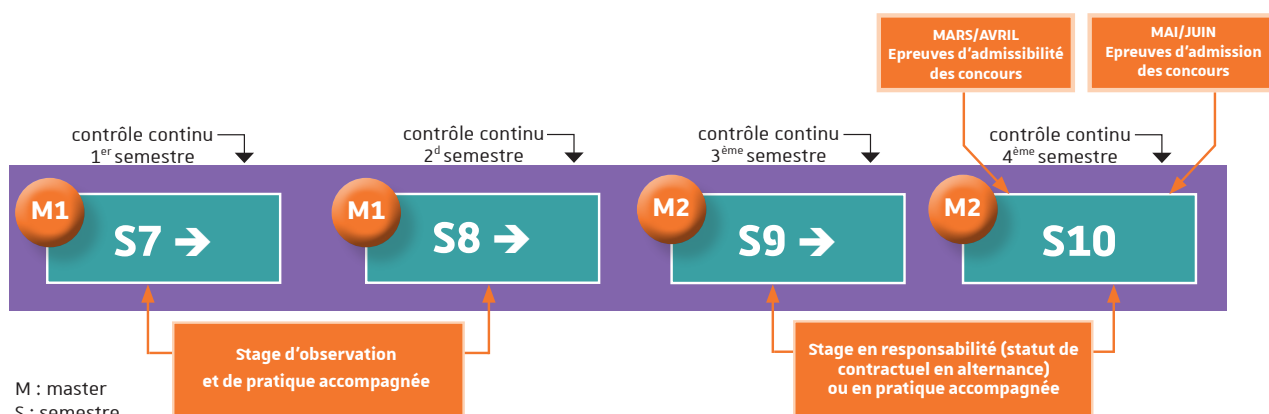 MARS/AVRIL
Epreuves d'admissibilité
des concours
MAI/JUIN
Epreuves d'admission
des concours
contrôle continu
1er semestre
contrôle continu
2d semestre
contrôle continu
3ème semestre
contrôle continu
4ème semestre
M1
S7 →
M1
S8 →
M2
S9 →
M2
S10
Stage d'observation
et de pratique accompagnée
Stage en responsabilité (statut de
contractuel en alternance)
ou en pratique accompagnée
M : master
S : semestre